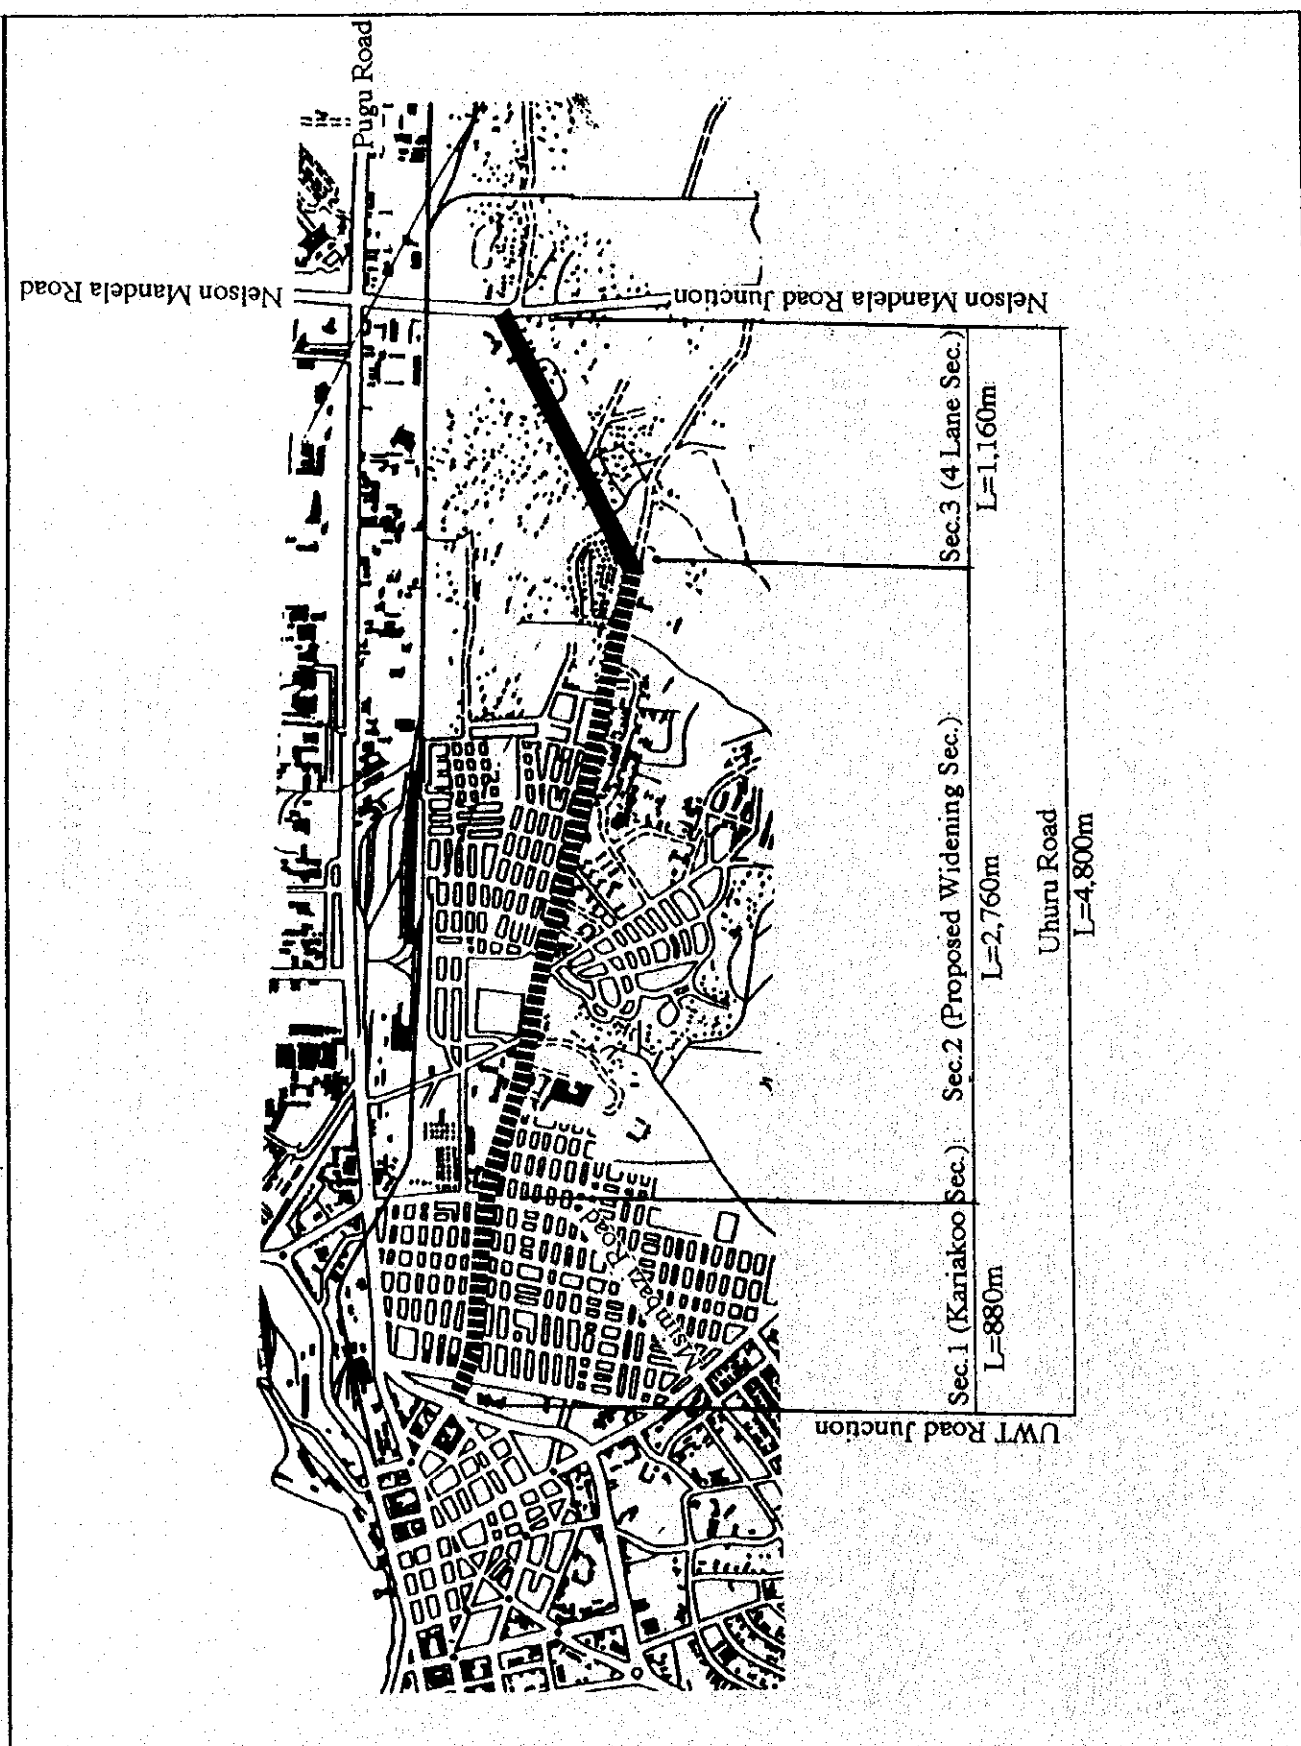 Pugu Road
Nelson Mandela Road
Nelson Mandela Road Junction
Msimbazi Road
UWT Road Junction
Sec.1 (Kariakoo Sec.)
L=880m
Sec.2 (Proposed Widening Sec.)
L=2,760m
Sec.3 (4 Lane Sec.)
L=1,160m
Uhuru Road
L=4,800m